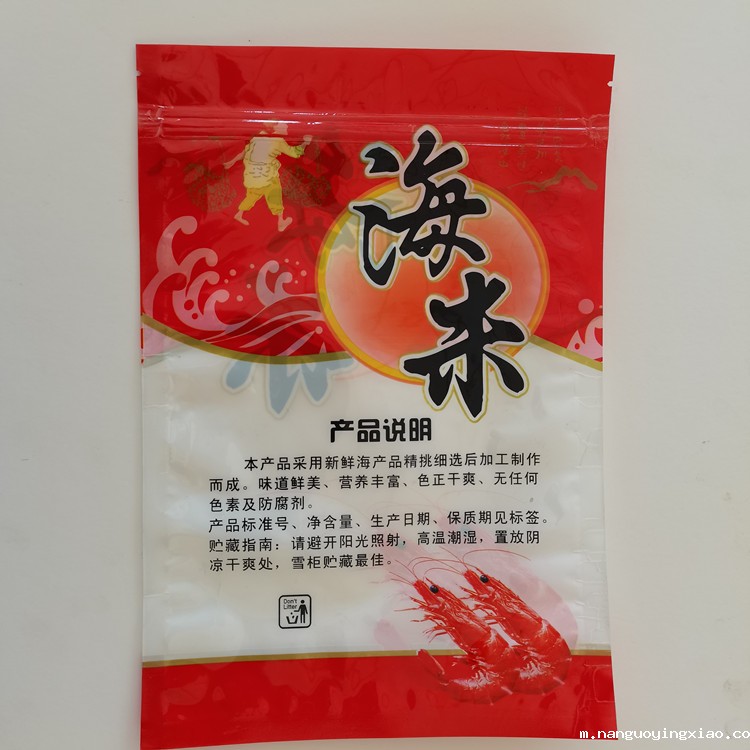 海米
产品说明
本产品采用新鲜海产品精挑细选后加工制作
而成。味道鲜美、营养丰富、色正干爽、无任何
色素及防腐剂。
产品标准号、净含量、生产日期、保质期见标签。
贮藏指南：请避开阳光照射，高温潮湿，置放阴
凉干爽处，雪柜贮藏最佳。
Don't
Litter
m.nanguoyingxiao.co